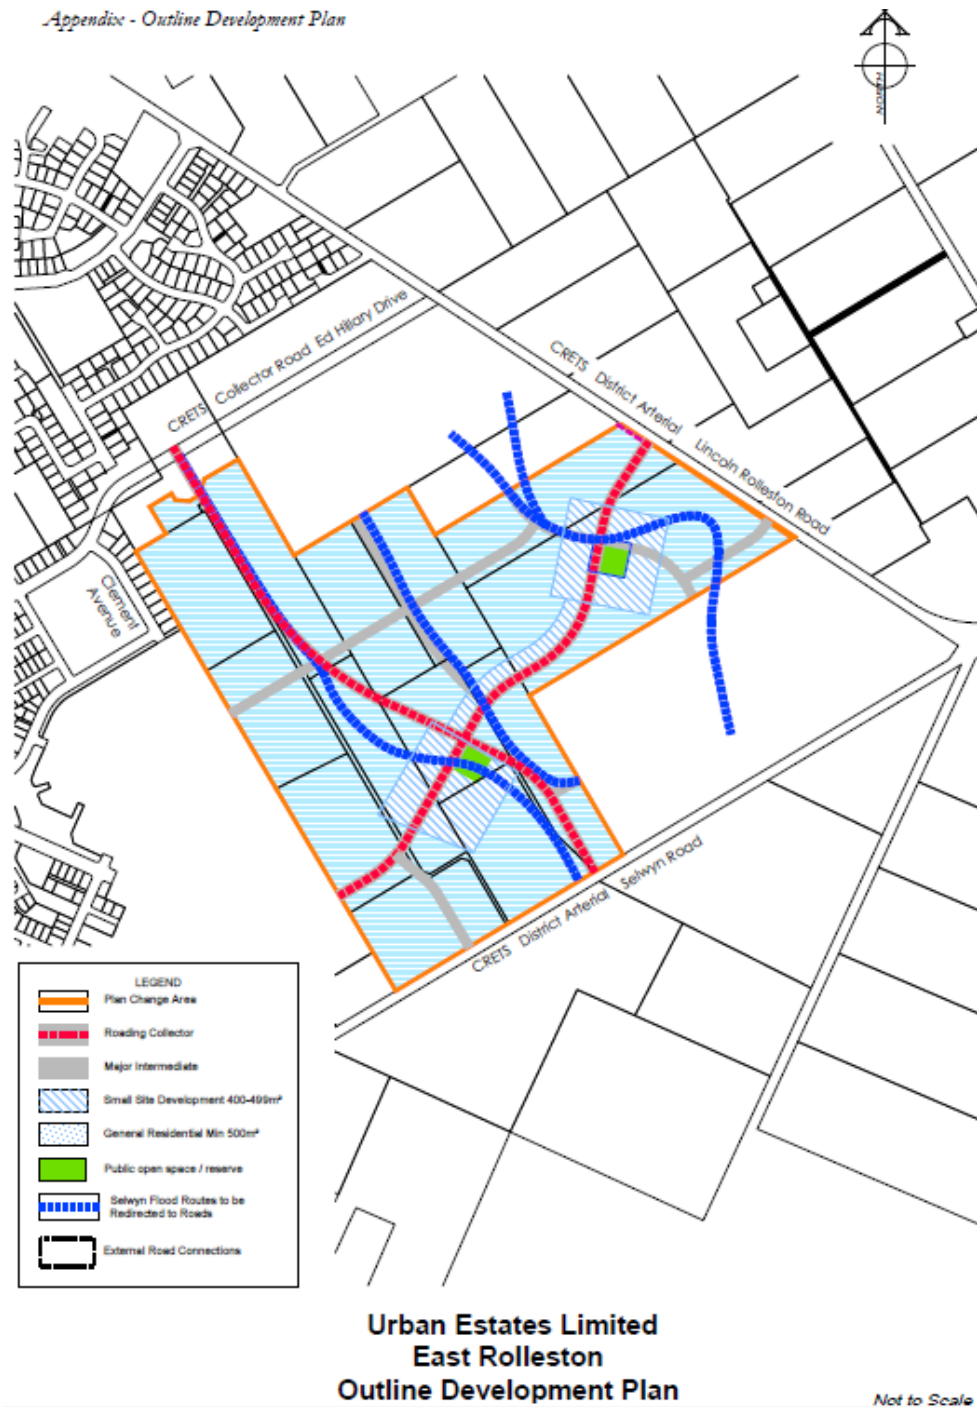 Appendix - Outline Development Plan
NORTH
CRETS Collector Road Ed Hillary Drive
CRETS District Arterial Lincoln Rolleston Road
Clement
Avenue
CRETS District Arterial Selwyn Road
LEGEND
Plan Change Area
Roading Collector
Major Intermediate
Small Site Development 400-499m²
General Residential Min 500m²
Public open space / reserve
Selwyn Flood Routes to be
Redirected to Roads
External Road Connections
Urban Estates Limited
East Rolleston
Outline Development Plan
Not to Scale